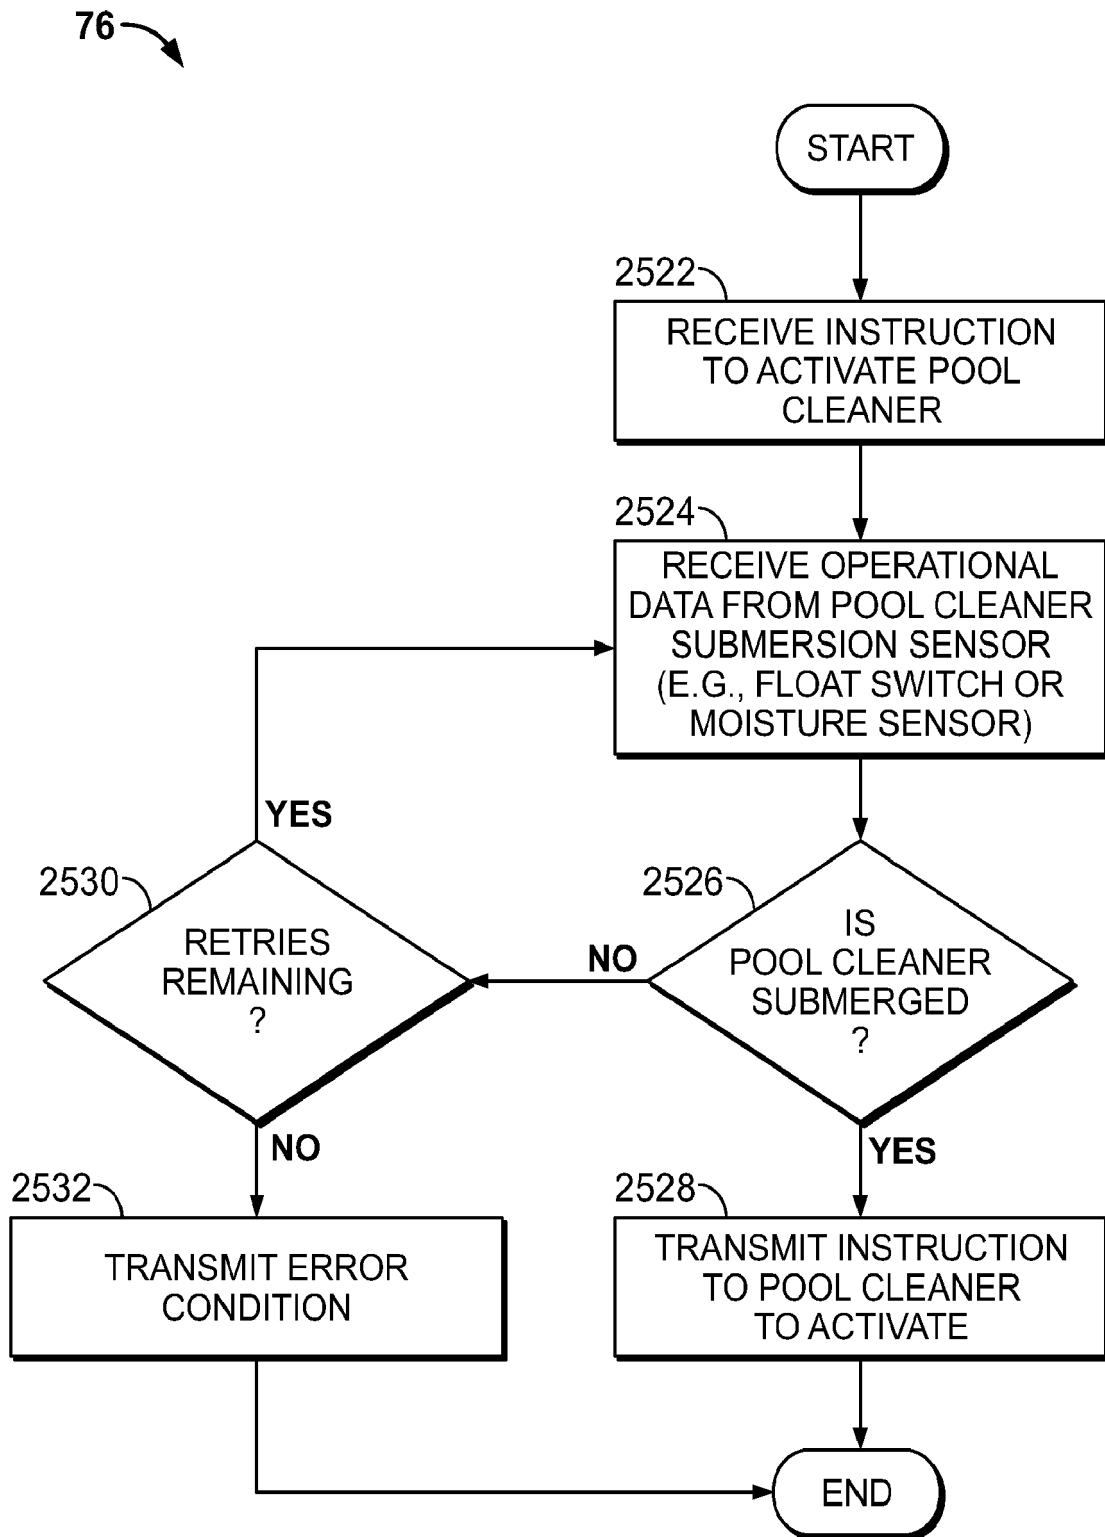 76
START
2522
RECEIVE INSTRUCTION
TO ACTIVATE POOL
CLEANER
2524
RECEIVE OPERATIONAL
DATA FROM POOL CLEANER
SUBMERSION SENSOR
(E.G., FLOAT SWITCH OR
MOISTURE SENSOR)
YES
2530
RETRIES
REMAINING
?
NO
2526
IS
POOL CLEANER
SUBMERGED
?
NO
YES
2532
TRANSMIT ERROR
CONDITION
2528
TRANSMIT INSTRUCTION
TO POOL CLEANER
TO ACTIVATE
END